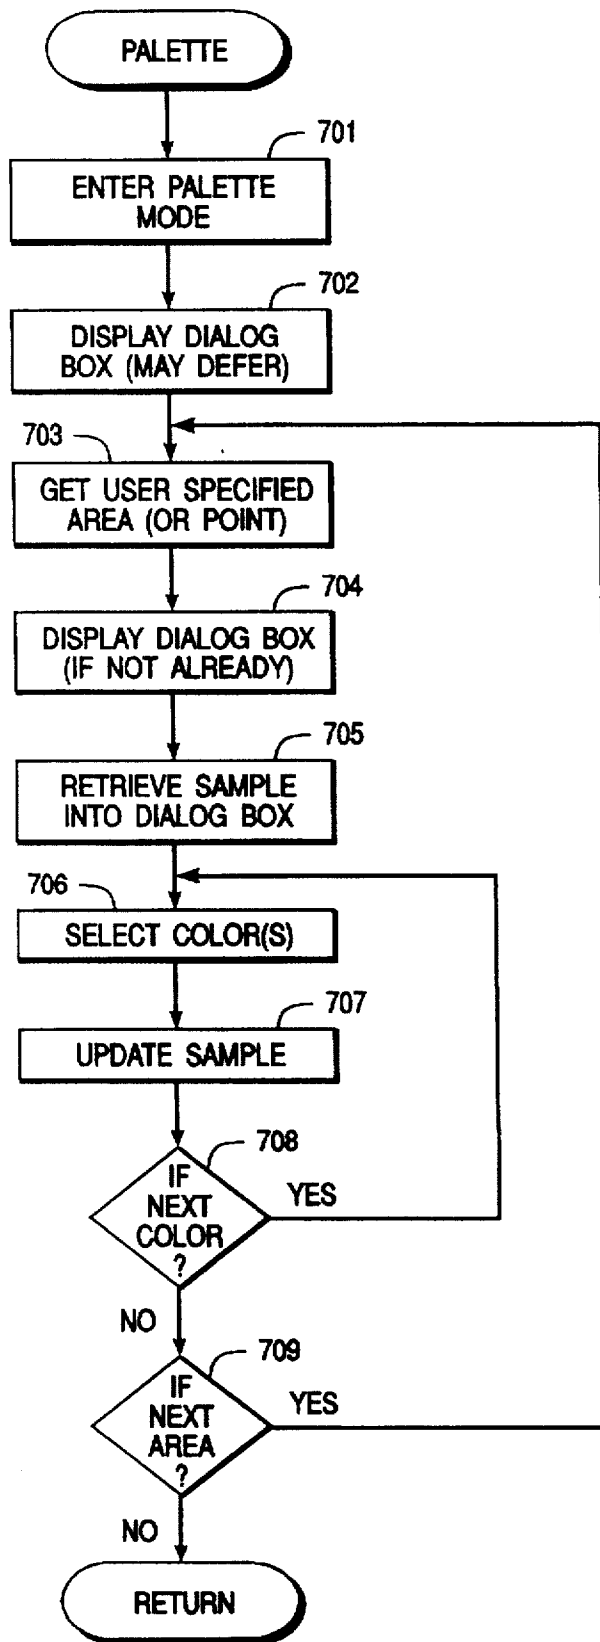 PALETTE
701
ENTER PALETTE
MODE
702
DISPLAY DIALOG
BOX (MAY DEFER)
703
GET USER SPECIFIED
AREA (OR POINT)
704
DISPLAY DIALOG BOX
(IF NOT ALREADY)
705
RETRIEVE SAMPLE
INTO DIALOG BOX
706
SELECT COLOR(S)
707
UPDATE SAMPLE
708
IF
NEXT
COLOR
?
YES
NO
709
IF
NEXT
AREA
?
YES
NO
RETURN